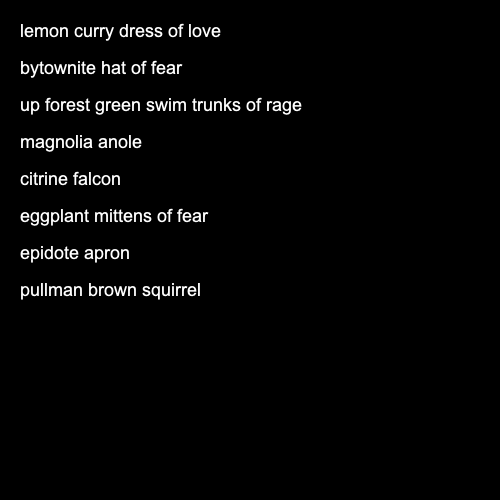 lemon curry dress of love
bytownite hat of fear
up forest green swim trunks of rage
magnolia anole
citrine falcon
eggplant mittens of fear
epidote apron
pullman brown squirrel